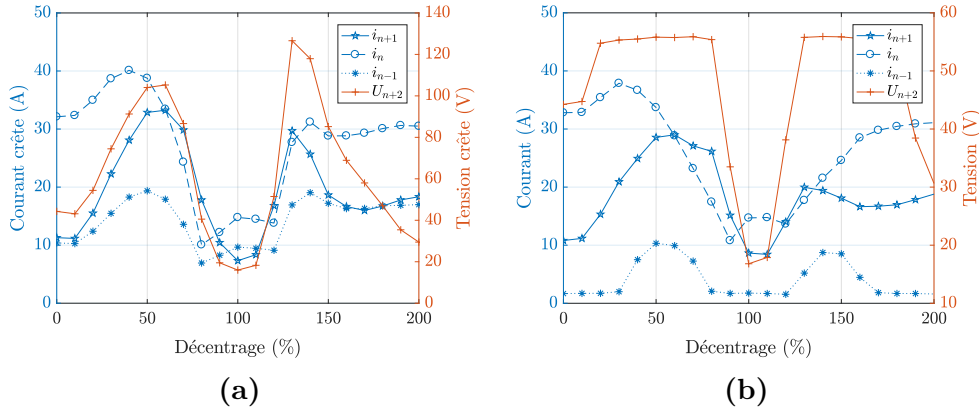 50
40
30
20
10
0
Courant crête (A)
140
120
100
80
60
40
20
0
Tension crête (V)
i_{n+1}
i_n
i_{n-1}
U_{n+2}
0 50 100 150 200
Décentrage (%)
(a)
50
40
30
20
10
0
Courant (A)
60
50
40
30
20
10
Tension (V)
i_{n+1}
i_n
i_{n-1}
U_{n+2}
0 50 100 150 200
Décentrage (%)
(b)